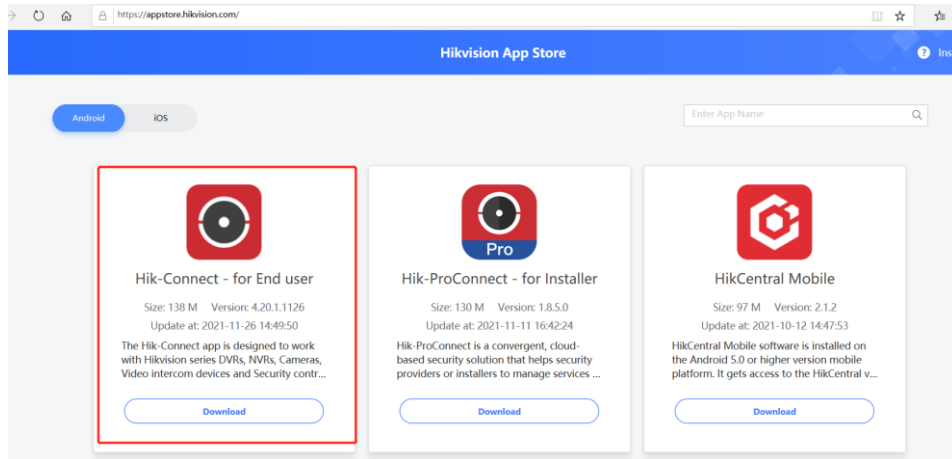 https://appstore.hikvision.com/
Hikvision App Store
Ins
Android
iOS
Enter App Name
Hik-Connect - for End user
Size: 138 M Version: 4.20.1.1126
Update at: 2021-11-26 14:49:50
The Hik-Connect app is designed to work
with Hikvision series DVRs, NVRs, Cameras,
Video intercom devices and Security contr...
Download
Pro
Hik-ProConnect - for Installer
Size: 130 M Version: 1.8.5.0
Update at: 2021-11-11 16:42:24
Hik-ProConnect is a convergent, cloud-
based security solution that helps security
providers or installers to manage services ...
Download
HikCentral Mobile
Size: 97 M Version: 2.1.2
Update at: 2021-10-12 14:47:53
HikCentral Mobile software is installed on
the Android 5.0 or higher version mobile
platform. It gets access to the HikCentral v...
Download